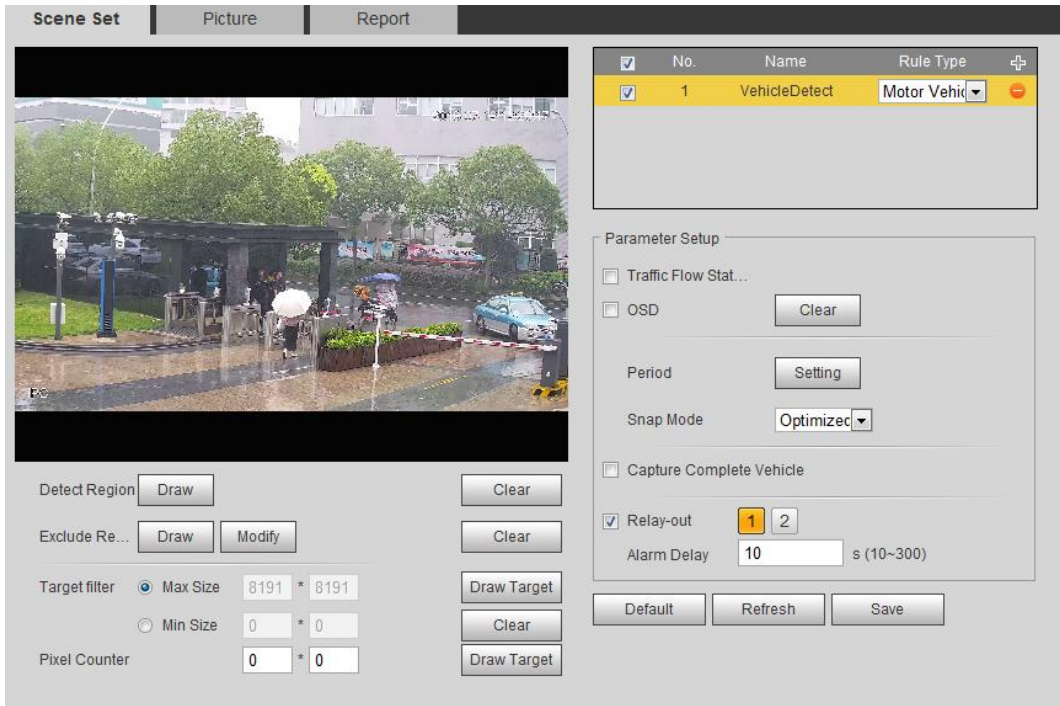 Scene Set Picture Report
No. Name Rule Type
1 VehicleDetect Motor Vehic
Parameter Setup
Traffic Flow Stat...
OSD Clear
Period Setting
Snap Mode Optimized
Capture Complete Vehicle
Relay-out 1 2
Alarm Delay 10 s (10~300)
Default Refresh Save
PC
Detect Region Draw Clear
Exclude Re... Draw Modify Clear
Target filter Max Size 8191 * 8191 Draw Target
Min Size 0 * 0 Clear
Pixel Counter 0 * 0 Draw Target